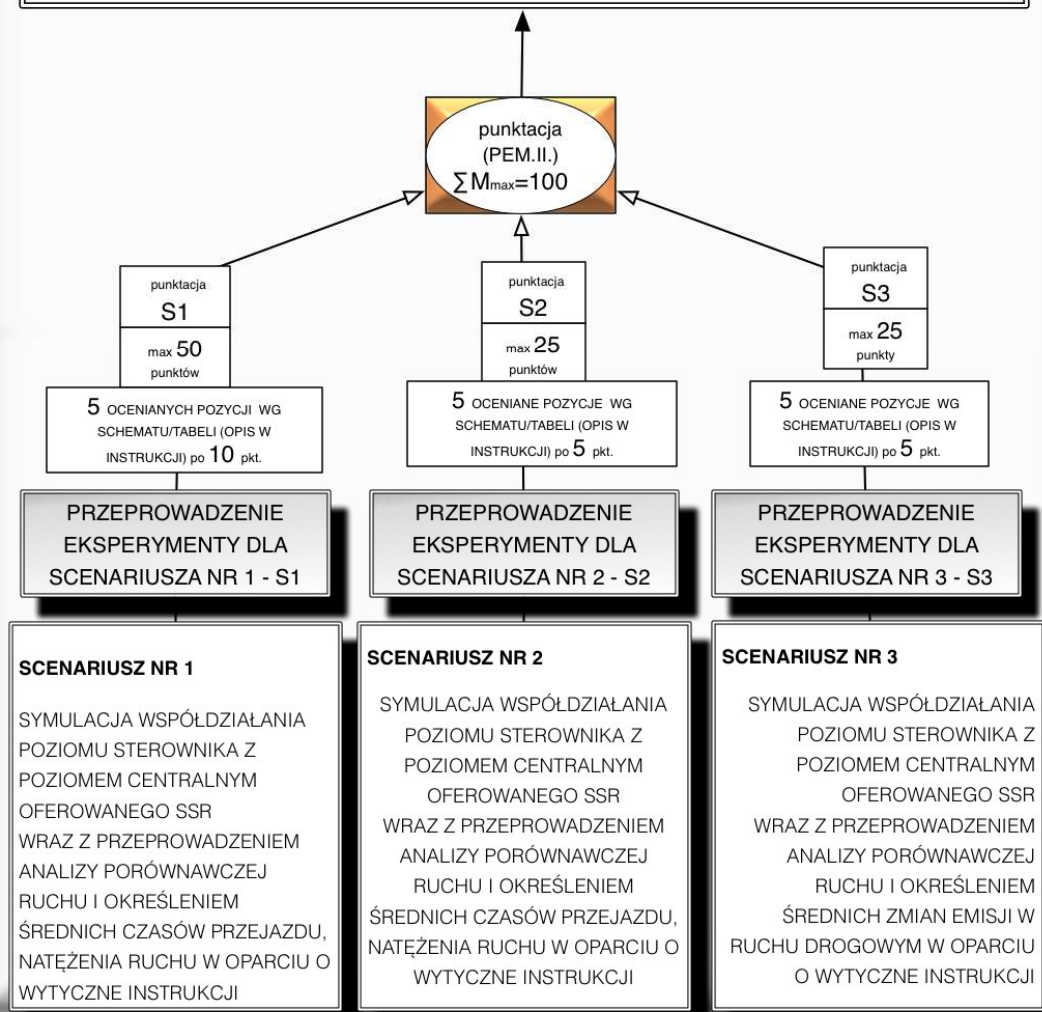 punktacja
(PEM.II.)
∑Mmax=100
punktacja
S1
max 50
punktów
5 OCENIANYCH POZYCJI WG
SCHEMATU/TABELI (OPIS W
INSTRUKCJI) po 10 pkt.
PRZEPROWADZENIE
EKSPERYMENTY DLA
SCENARIUSZA NR 1 - S1
SCENARIUSZ NR 1
SYMULACJA WSPÓŁDZIAŁANIA
POZIOMU STEROWNIKA Z
POZIOMEM CENTRALNYM
OFEROWANEGO SSR
WRAZ Z PRZEPROWADZENIEM
ANALIZY PORÓWNAWCZEJ
RUCHU I OKREŚLENIEM
ŚREDNICH CZASÓW PRZEJAZDU,
NATĘŻENIA RUCHU W OPARCIU O
WYTYCZNE INSTRUKCJI
punktacja
S2
max 25
punktów
5 OCENIANE POZYCJE WG
SCHEMATU/TABELI (OPIS W
INSTRUKCJI) po 5 pkt.
PRZEPROWADZENIE
EKSPERYMENTY DLA
SCENARIUSZA NR 2 - S2
SCENARIUSZ NR 2
SYMULACJA WSPÓŁDZIAŁANIA
POZIOMU STEROWNIKA Z
POZIOMEM CENTRALNYM
OFEROWANEGO SSR
WRAZ Z PRZEPROWADZENIEM
ANALIZY PORÓWNAWCZEJ
RUCHU I OKREŚLENIEM
ŚREDNICH CZASÓW PRZEJAZDU,
NATĘŻENIA RUCHU W OPARCIU O
WYTYCZNE INSTRUKCJI
punktacja
S3
max 25
punkty
5 OCENIANE POZYCJE WG
SCHEMATU/TABELI (OPIS W
INSTRUKCJI) po 5 pkt.
PRZEPROWADZENIE
EKSPERYMENTY DLA
SCENARIUSZA NR 3 - S3
SCENARIUSZ NR 3
SYMULACJA WSPÓŁDZIAŁANIA
POZIOMU STEROWNIKA Z
POZIOMEM CENTRALNYM
OFEROWANEGO SSR
WRAZ Z PRZEPROWADZENIEM
ANALIZY PORÓWNAWCZEJ
RUCHU I OKREŚLENIEM
ŚREDNICH ZMIAN EMISJI W
RUCHU DROGOWYM W OPARCIU
O WYTYCZNE INSTRUKCJI